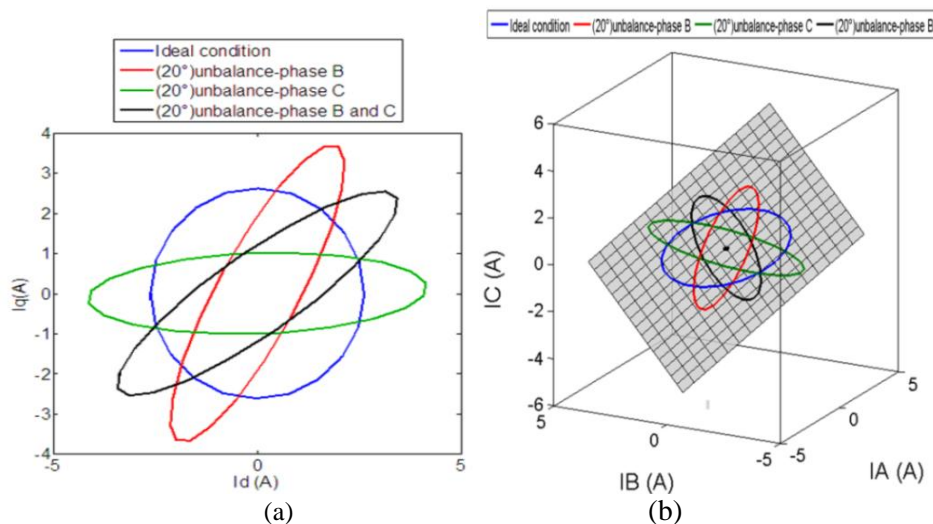 Ideal condition
(20°)unbalance-phase B
(20°)unbalance-phase C
(20°)unbalance-phase B and C
4
3
2
1
0
-1
-2
-3
-4
-5
0
5
Iq(A)
Id (A)
(a)
Ideal condition (20°)unbalance-phase B (20°)unbalance-phase C (20°)unbalance-phase B
6
4
2
0
-2
-4
-6
5
0
-5
-5
0
5
IC (A)
IB (A)
IA (A)
(b)